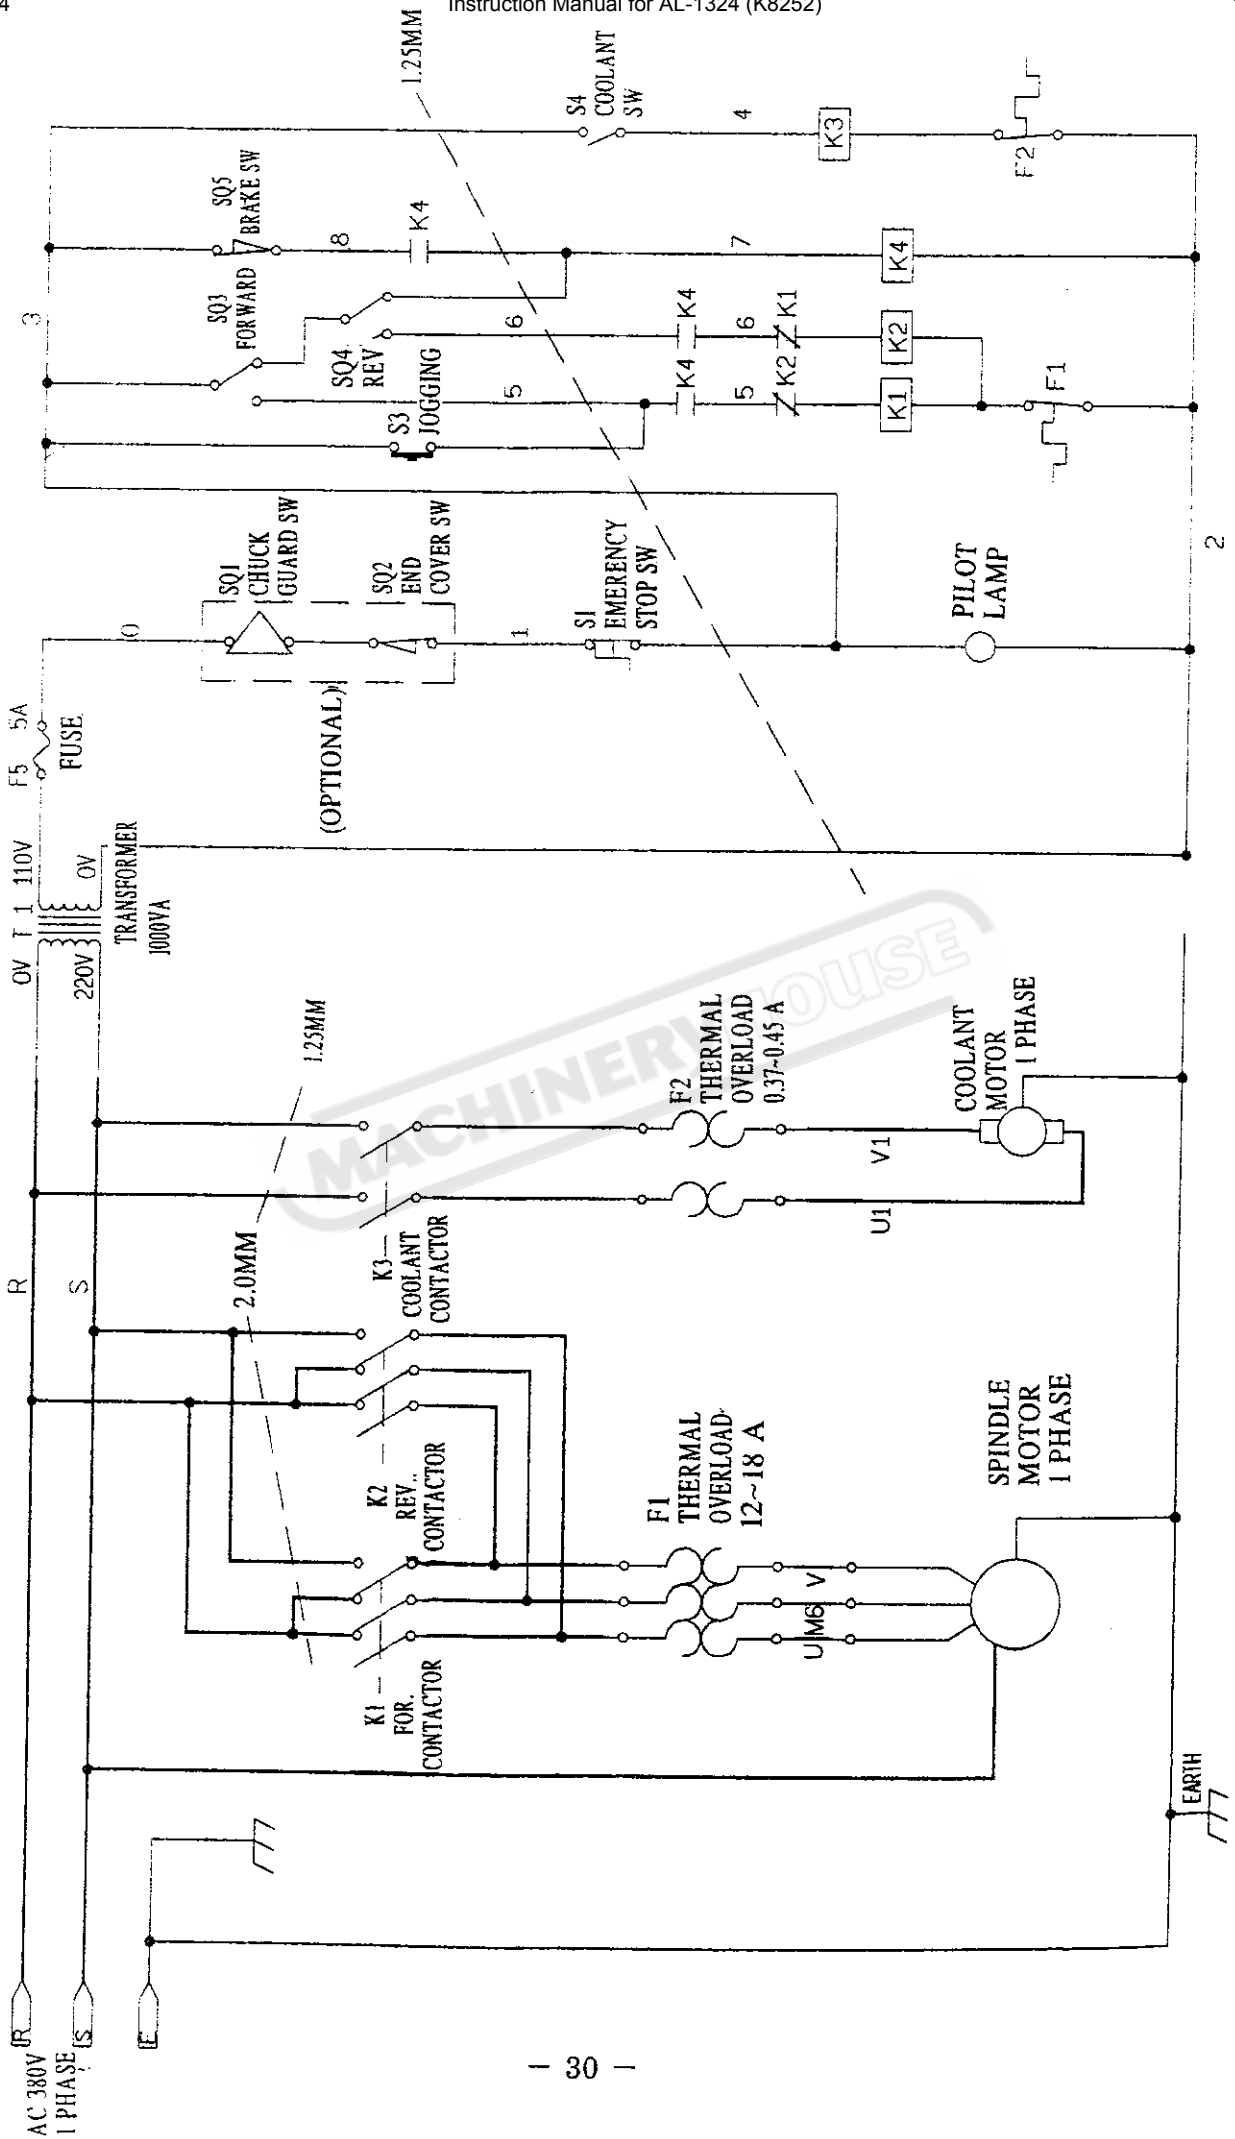 4
Instruction Manual for AL-1324 (K8252)
AC 380V
1 PHASE
R
S
E
R
S
0V T 1 110V
220V
0V
TRANSFORMER
1000VA
F5 5A
FUSE
0
SQ1
CHUCK
GUARD SW
SQ2
END
COVER SW
(OPTIONAL)
1
S1
EMERENCY
STOP SW
PILOT
LAMP
2
3
S3
JOGGING
SQ3
FORWARD
SQ4
REV
SQ5
BRAKE SW
8
K4
7
K4
6
K4
6
K1
K2
5
K4
5
K2
K1
F1
S4
COOLANT
SW
4
K3
F2
1.25MM
1.25MM
2.0MM
K3
COOLANT
CONTACTOR
K2
REV..
CONTACTOR
K1
FOR.
CONTACTOR
F2
THERMAL
OVERLOAD
0.37~0.45 A
V1
U1
COOLANT
MOTOR
1 PHASE
F1
THERMAL
OVERLOAD
12~18 A
U M6 V
SPINDLE
MOTOR
1 PHASE
EARTH
MACHINERYHOUSE
– 30 –